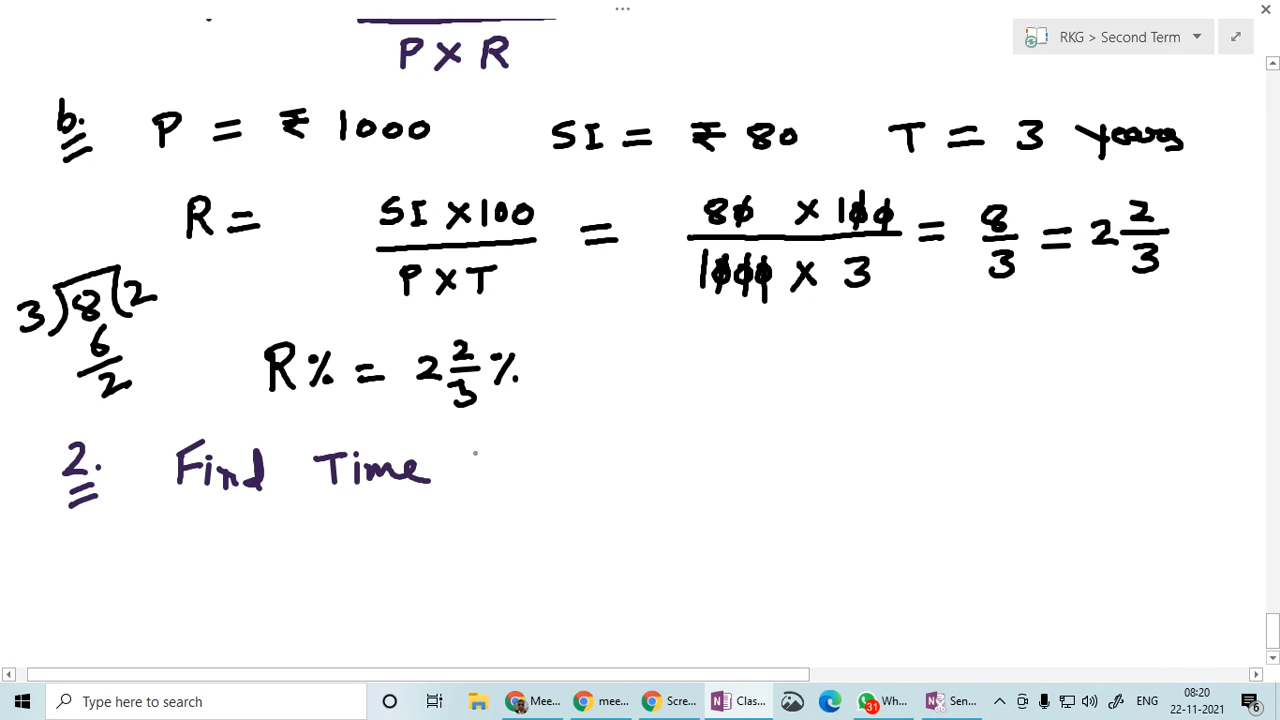 RKG > Second Term
P X R
b. P = ₹ 1000 SI = ₹ 80 T = 3 years
R = SI X 100 / P X T = 80 X 100 / 1000 X 3 = 8/3 = 2 2/3
3 ) 8 ( 2
6
2
R% = 2 2/3 %
2. Find Time
Type here to search
Mee...
mee...
Scre...
Clas...
Wh...
31
Sen...
ENG
08:20
22-11-2021
6